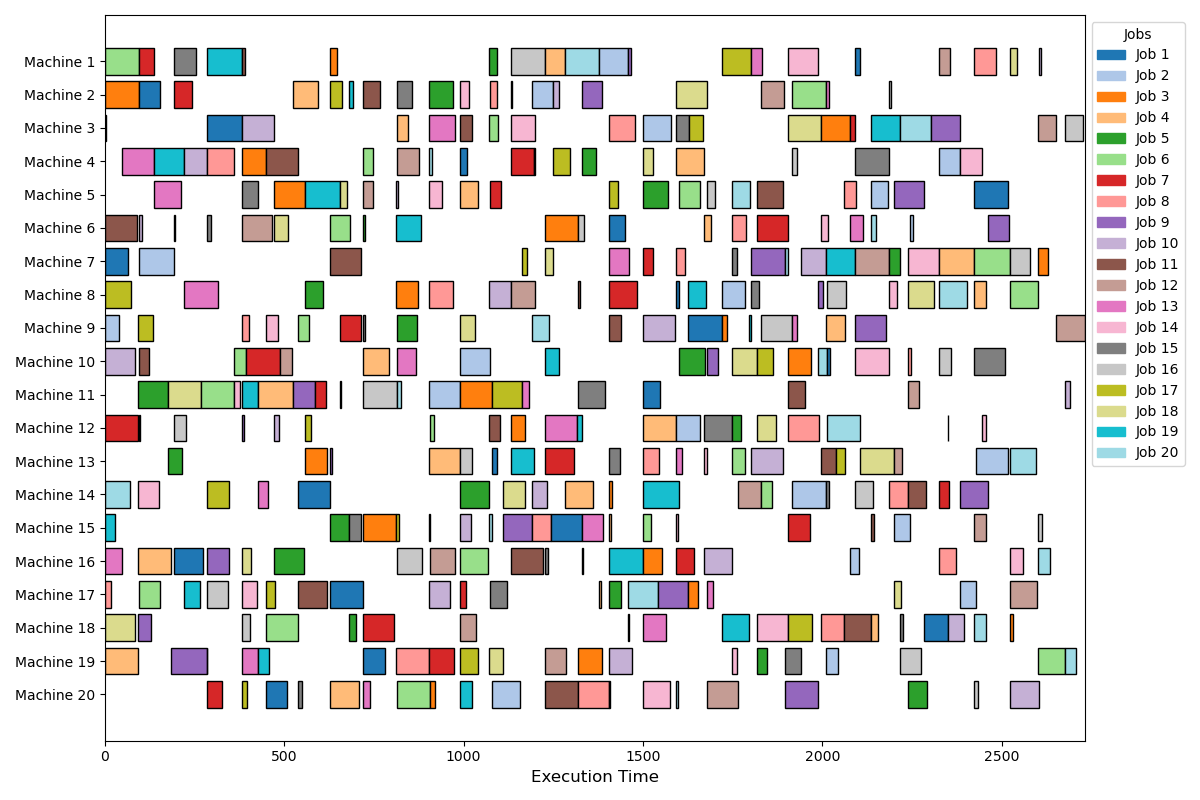 Machine 1
Machine 2
Machine 3
Machine 4
Machine 5
Machine 6
Machine 7
Machine 8
Machine 9
Machine 10
Machine 11
Machine 12
Machine 13
Machine 14
Machine 15
Machine 16
Machine 17
Machine 18
Machine 19
Machine 20
0 500 1000 1500 2000 2500
Execution Time
Jobs
Job 1
Job 2
Job 3
Job 4
Job 5
Job 6
Job 7
Job 8
Job 9
Job 10
Job 11
Job 12
Job 13
Job 14
Job 15
Job 16
Job 17
Job 18
Job 19
Job 20